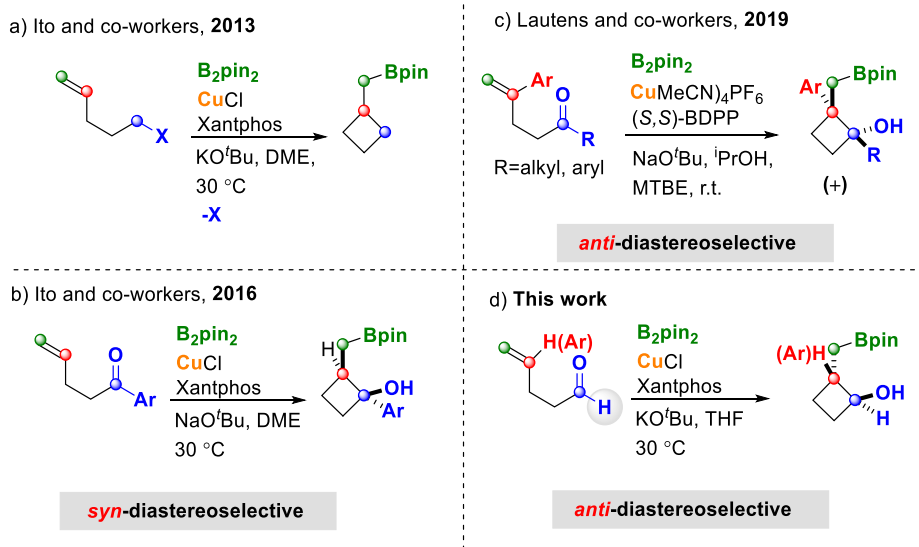 a) Ito and co-workers, 2013
B₂pin₂
CuCl
Xantphos
KOᵗBu, DME,
30 °C
-X
X
Bpin
c) Lautens and co-workers, 2019
Ar
O
R
R=alkyl, aryl
B₂pin₂
CuMeCN)₄PF₆
(S,S)-BDPP
NaOᵗBu, ⁱPrOH,
MTBE, r.t.
Bpin
Ar
OH
R
(+)
anti-diastereoselective
b) Ito and co-workers, 2016
O
Ar
B₂pin₂
CuCl
Xantphos
NaOᵗBu, DME
30 °C
H
Bpin
OH
Ar
syn-diastereoselective
d) This work
H(Ar)
O
H
B₂pin₂
CuCl
Xantphos
KOᵗBu, THF
30 °C
Bpin
(Ar)H
OH
H
anti-diastereoselective